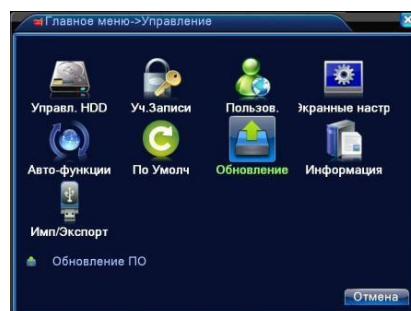 Главное меню->Управление
Управл. HDD Уч.Записи Пользов. Экранные настр
Авто-функции По Умолч Обновление Информация
Имп/Экспорт
Обновление ПО
Отмена